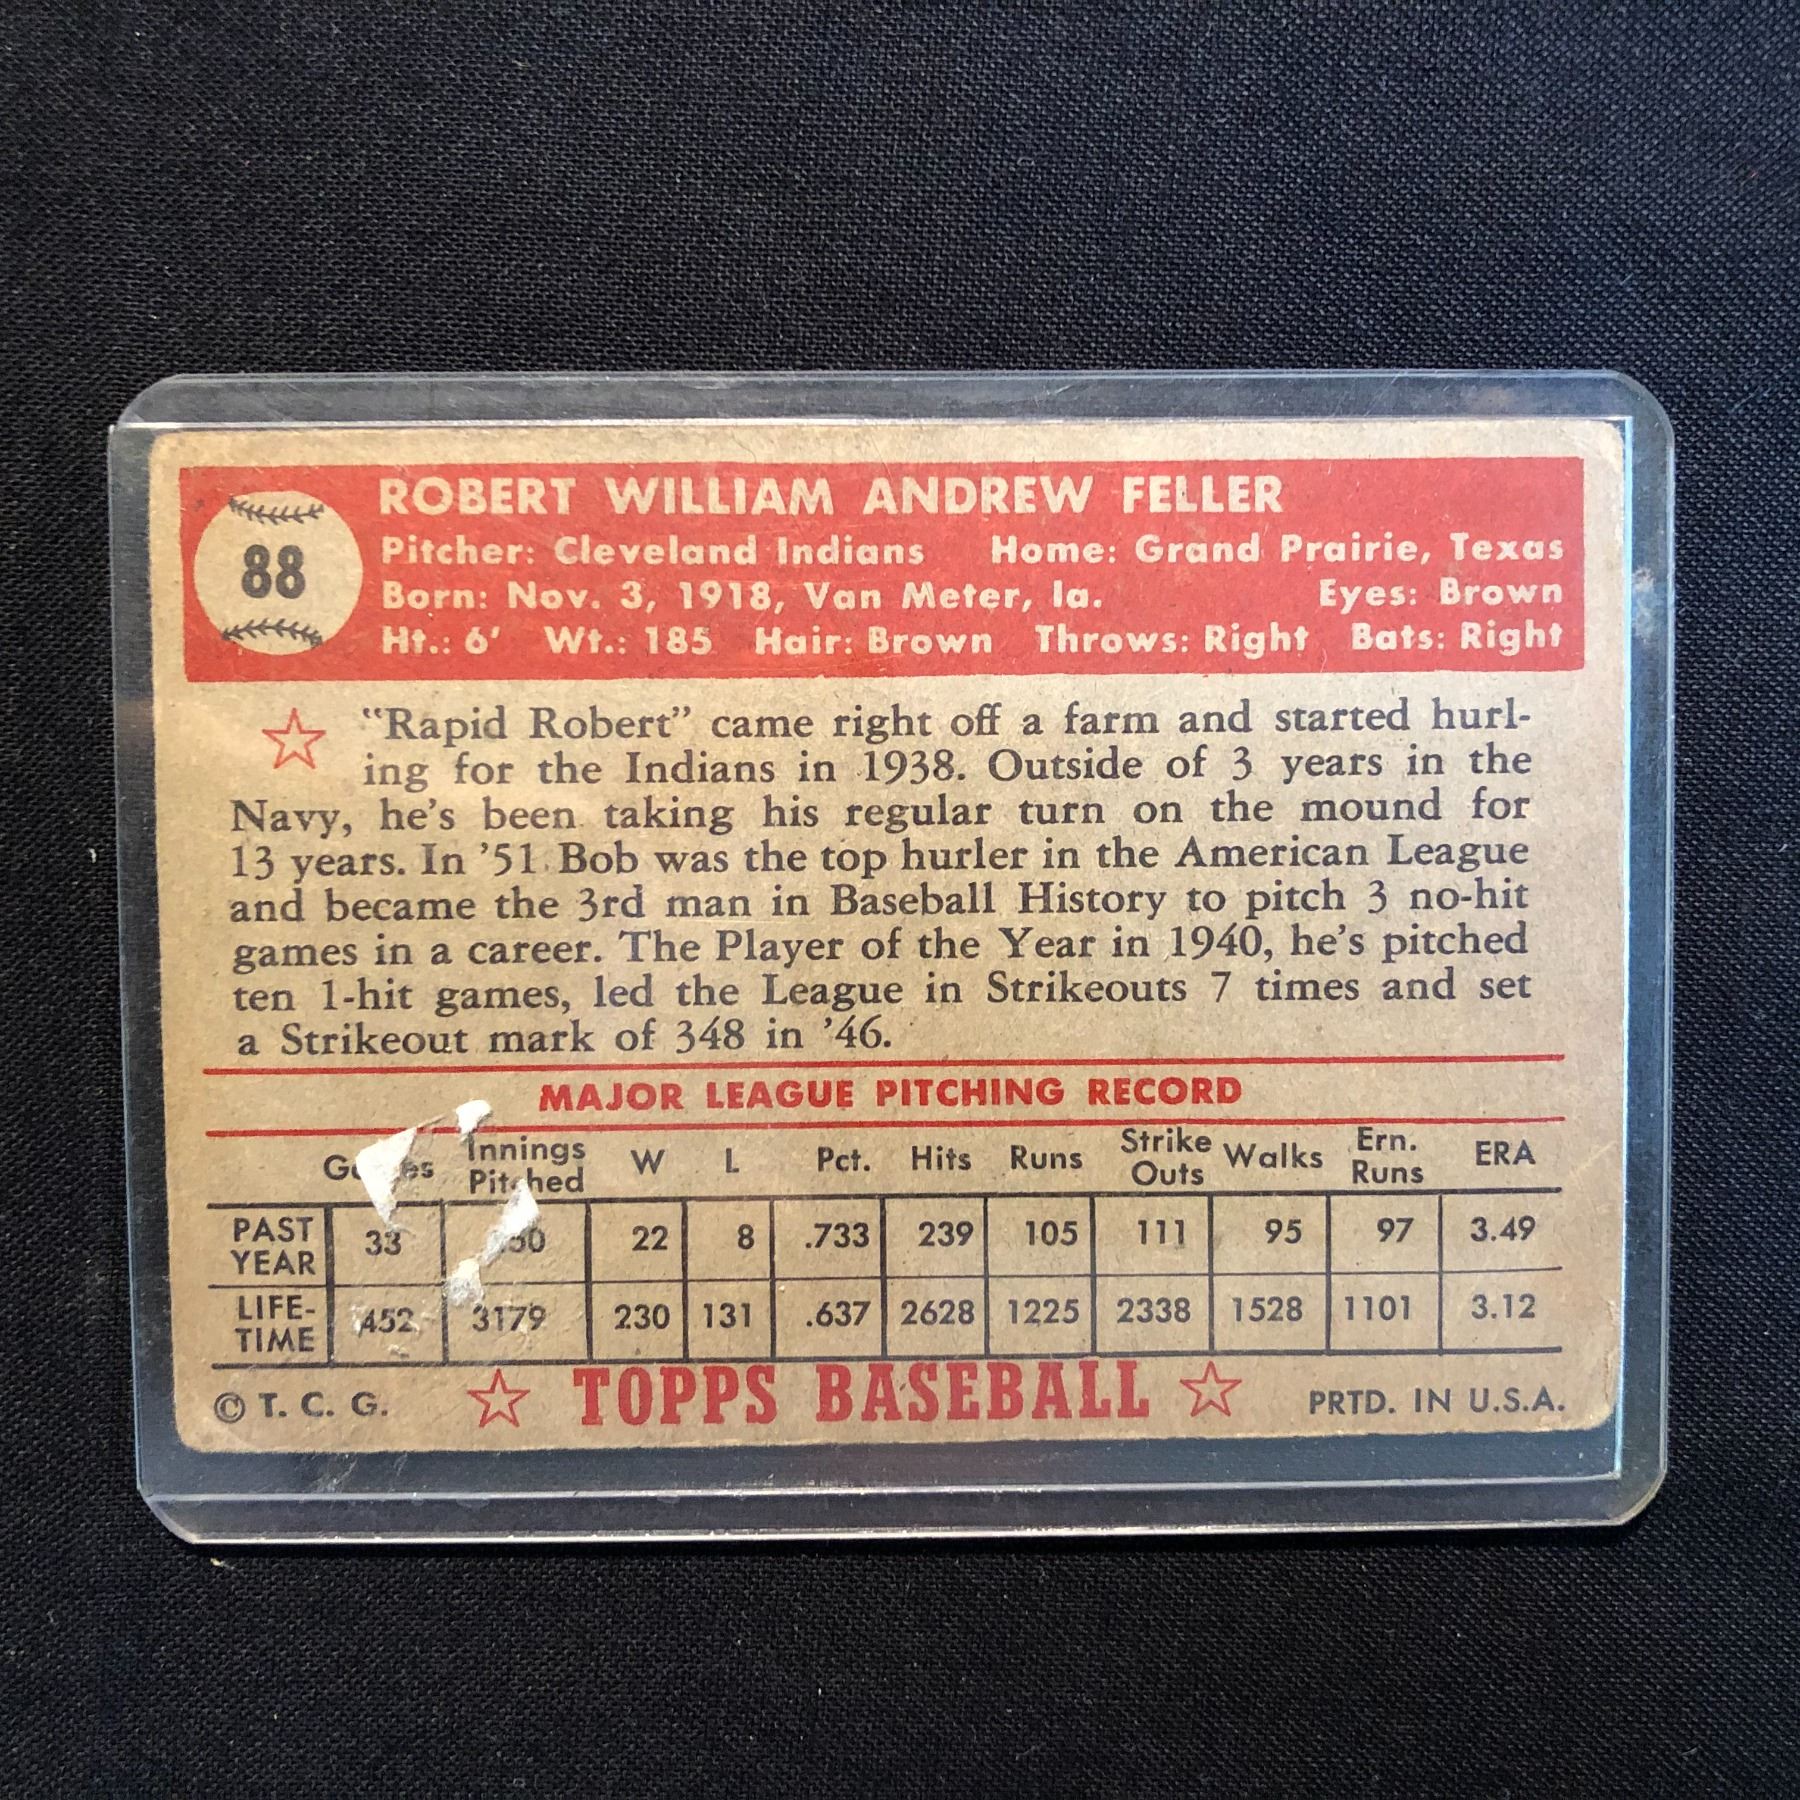 88
ROBERT WILLIAM ANDREW FELLER
Pitcher: Cleveland Indians Home: Grand Prairie, Texas
Born: Nov. 3, 1918, Van Meter, Ia. Eyes: Brown
Ht.: 6' Wt.: 185 Hair: Brown Throws: Right Bats: Right
"Rapid Robert" came right off a farm and started hurl-
ing for the Indians in 1938. Outside of 3 years in the
Navy, he's been taking his regular turn on the mound for
13 years. In '51 Bob was the top hurler in the American League
and became the 3rd man in Baseball History to pitch 3 no-hit
games in a career. The Player of the Year in 1940, he's pitched
ten 1-hit games, led the League in Strikeouts 7 times and set
a Strikeout mark of 348 in '46.
MAJOR LEAGUE PITCHING RECORD
Innings Pitched W L Pct. Hits Runs Strike Outs Walks Ern. Runs ERA
PAST YEAR 33 22 8 .733 239 105 111 95 97 3.49
LIFE-TIME 452 3179 230 131 .637 2628 1225 2338 1528 1101 3.12
© T. C. G. TOPPS BASEBALL PRTD. IN U.S.A.